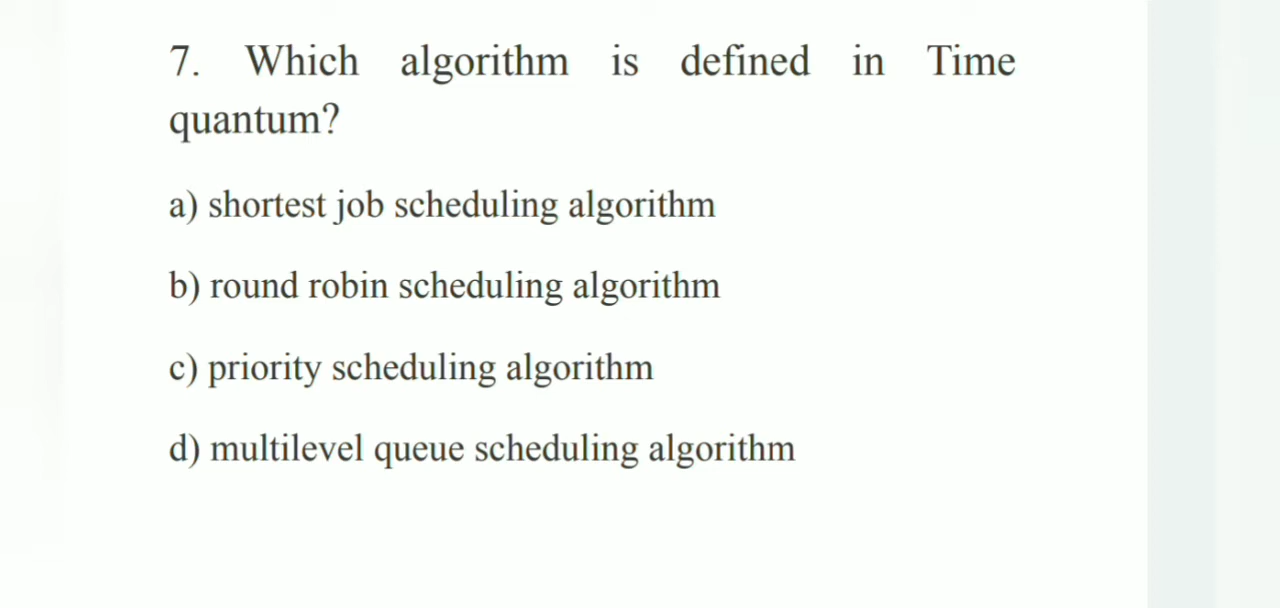 7. Which algorithm is defined in Time
quantum?
a) shortest job scheduling algorithm
b) round robin scheduling algorithm
c) priority scheduling algorithm
d) multilevel queue scheduling algorithm